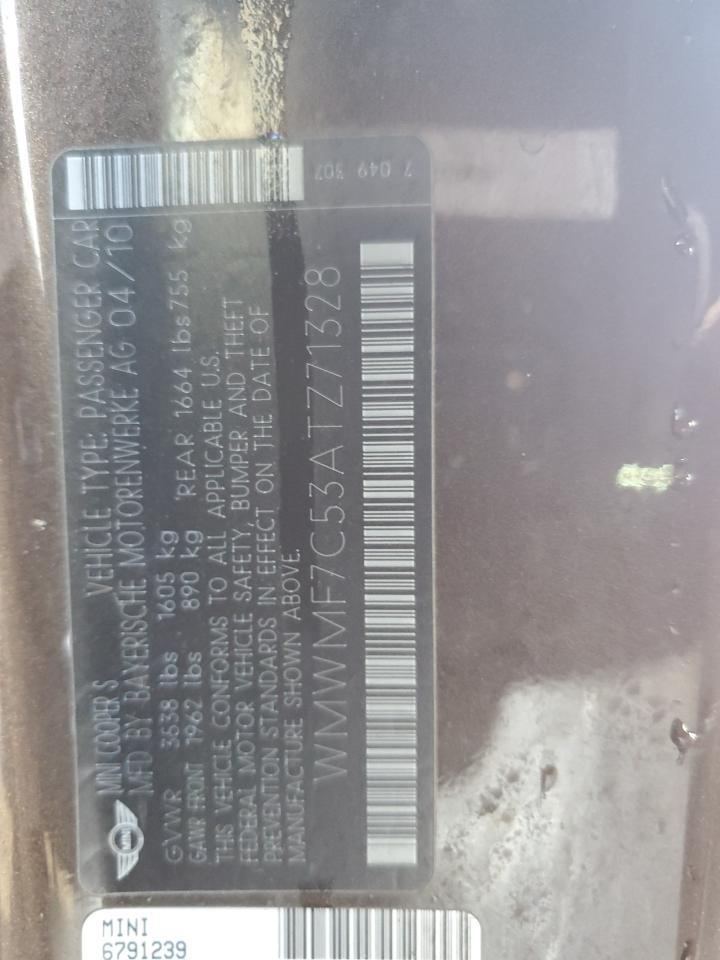 MINI COOPER S VEHICLE TYPE: PASSENGER CAR
MFD BY BAYERISCHE MOTORENWERKE AG 04/10
GVWR 3538 lbs 1605 kg
GAWR FRONT 1962 lbs 890 kg REAR 1664 lbs 755 kg
THIS VEHICLE CONFORMS TO ALL APPLICABLE U.S.
FEDERAL MOTOR VEHICLE SAFETY, BUMPER AND THEFT
PREVENTION STANDARDS IN EFFECT ON THE DATE OF
MANUFACTURE SHOWN ABOVE.
WMWMF7C53ATZ71328
7 049 307
MINI
6791239